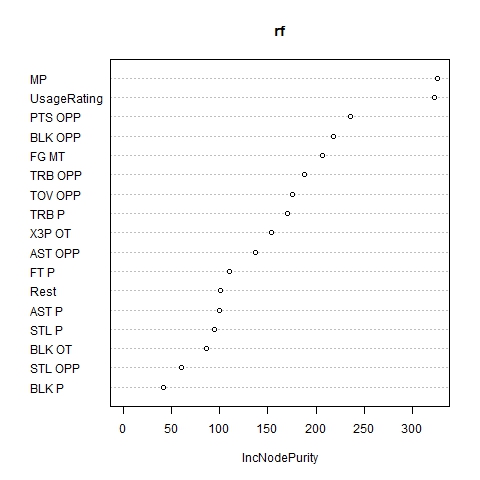 rf
MP
UsageRating
PTS OPP
BLK OPP
FG MT
TRB OPP
TOV OPP
TRB P
X3P OT
AST OPP
FT P
Rest
AST P
STL P
BLK OT
STL OPP
BLK P
0 50 100 150 200 250 300
IncNodePurity